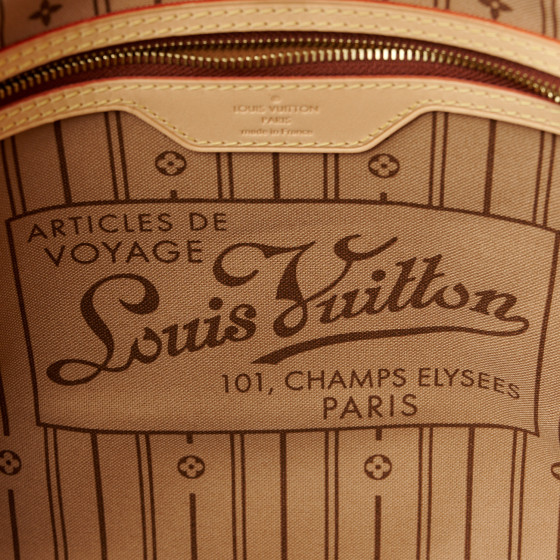 LOUIS VUITTON
PARIS
made in France
ARTICLES DE
VOYAGE
Louis Vuitton
101, CHAMPS ELYSEES
PARIS